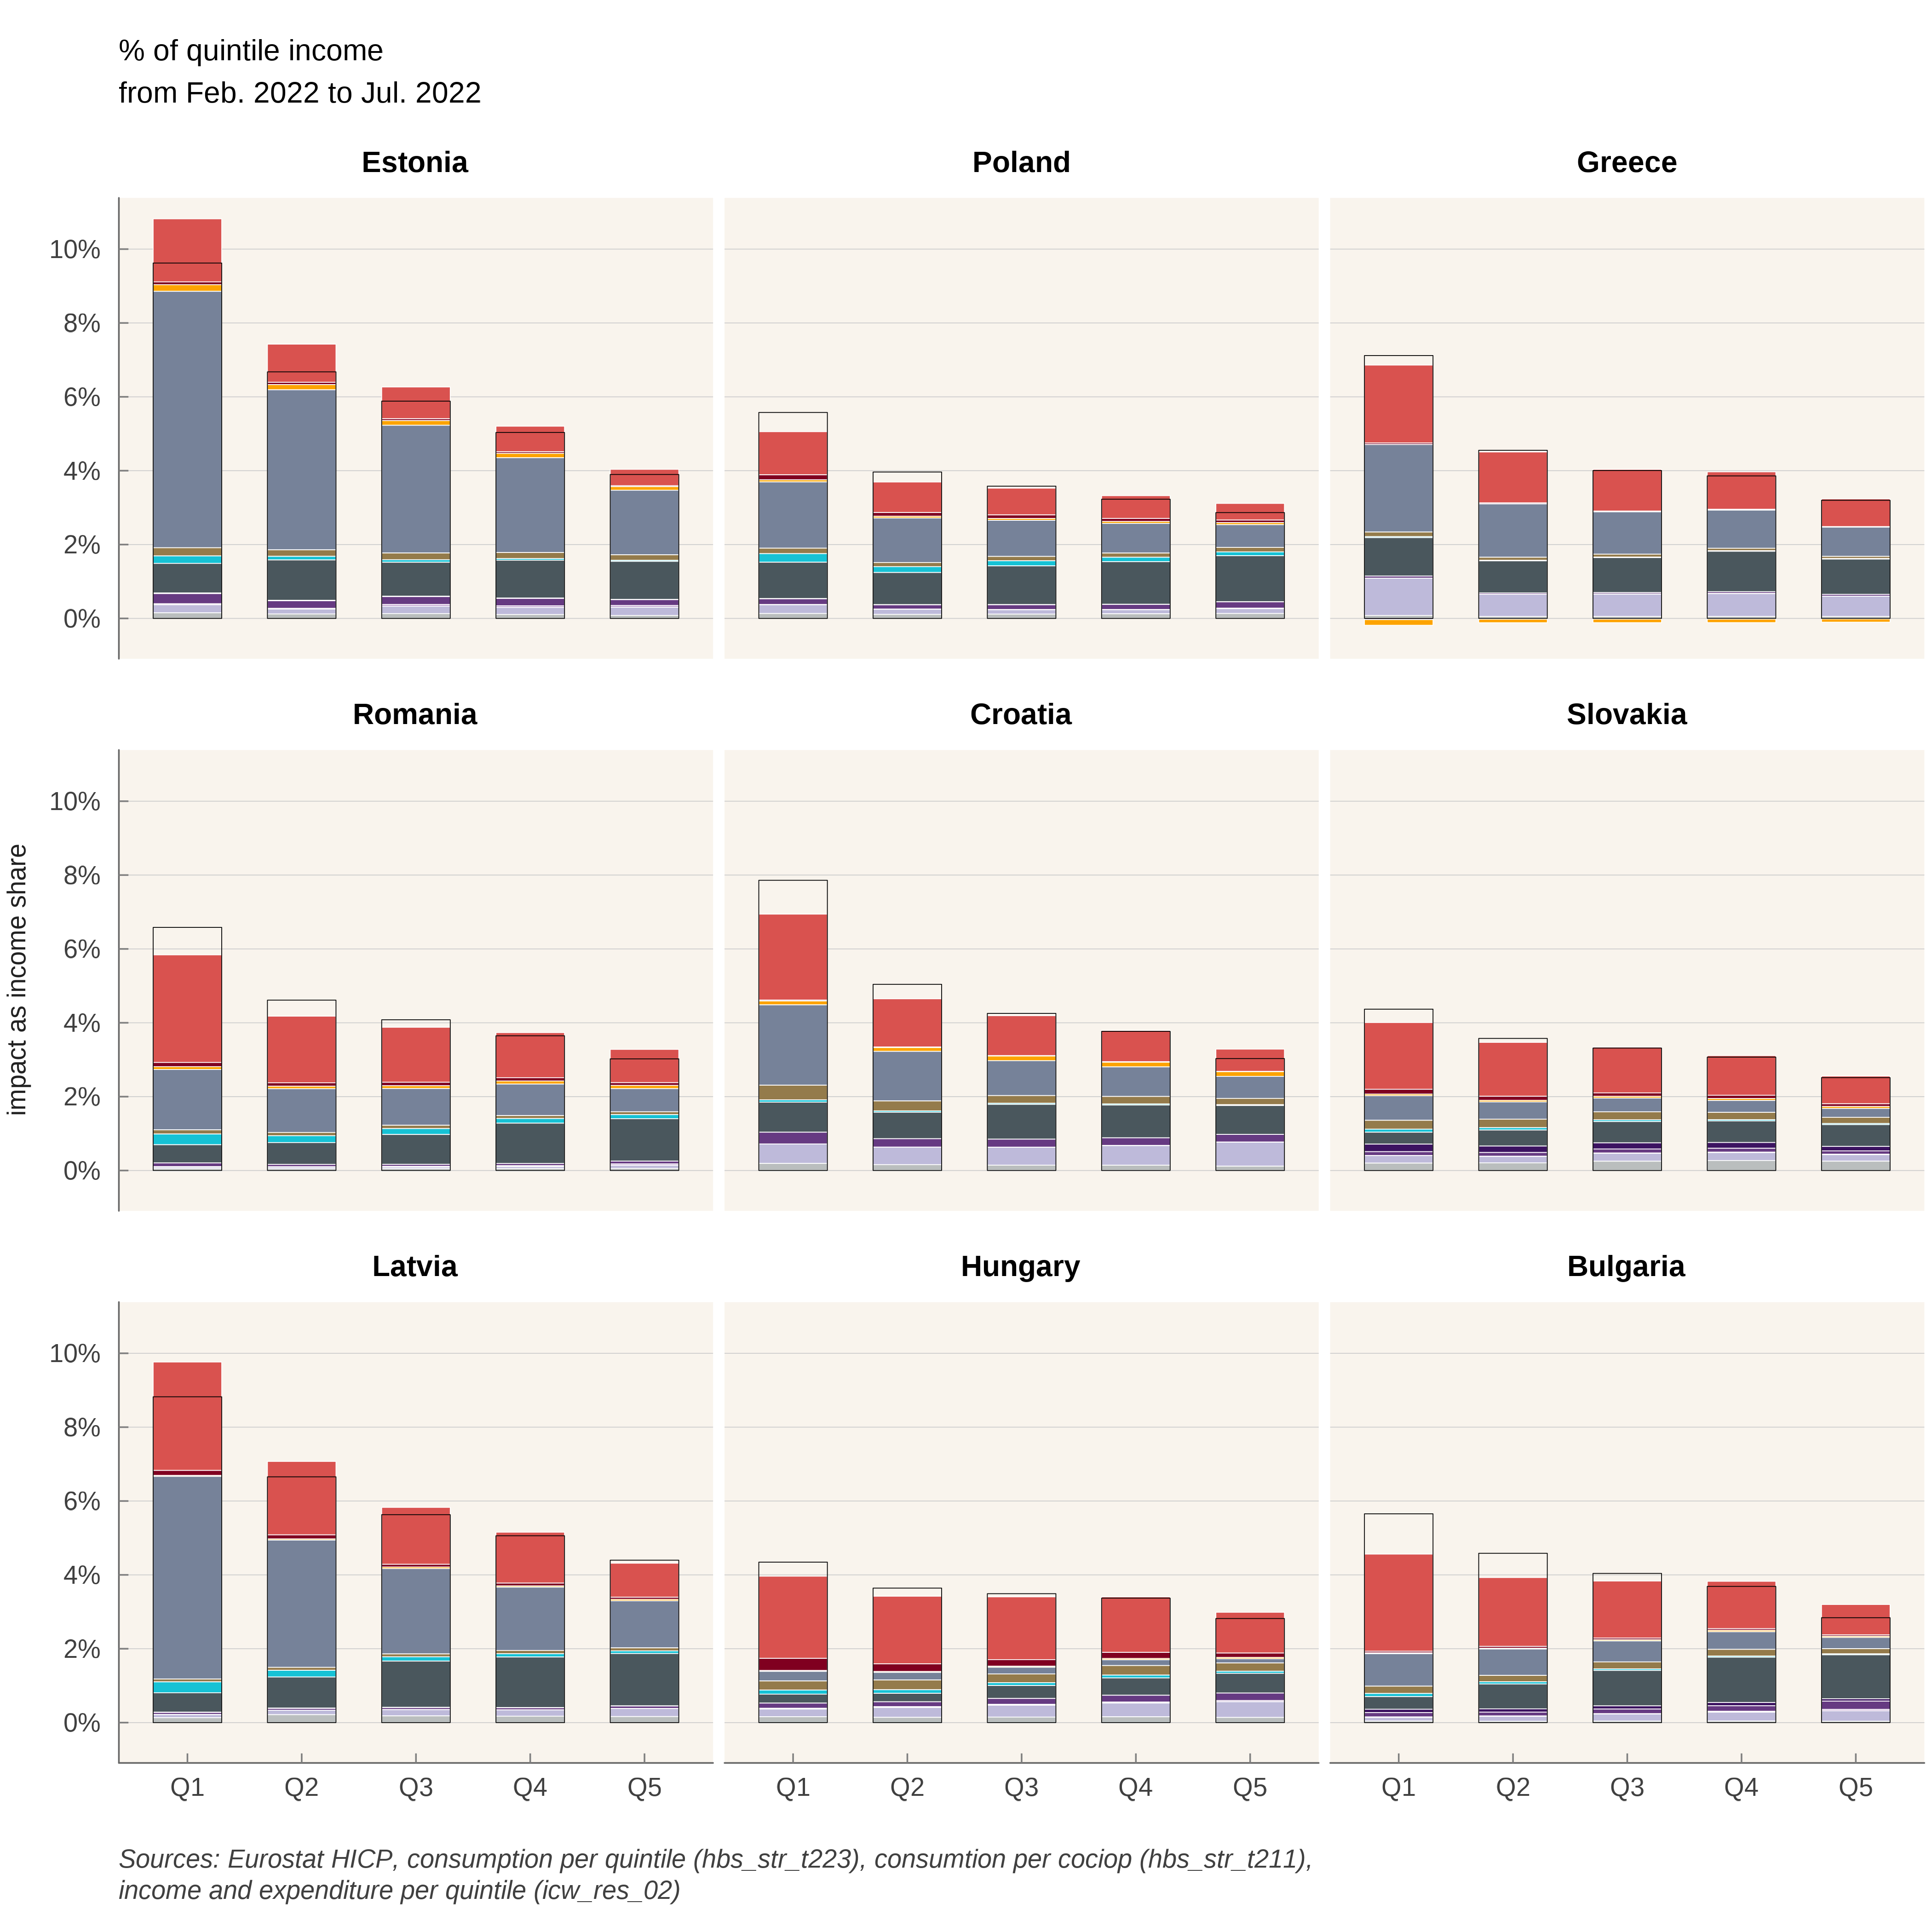 % of quintile income
from Feb. 2022 to Jul. 2022
Estonia Poland Greece
10%
8%
6%
4%
2%
0%
Romania Croatia Slovakia
10%
8%
6%
4%
2%
0%
impact as income share
Latvia Hungary Bulgaria
10%
8%
6%
4%
2%
0%
Q1 Q2 Q3 Q4 Q5 Q1 Q2 Q3 Q4 Q5 Q1 Q2 Q3 Q4 Q5
Sources: Eurostat HICP, consumption per quintile (hbs_str_t223), consumtion per cociop (hbs_str_t211),
income and expenditure per quintile (icw_res_02)